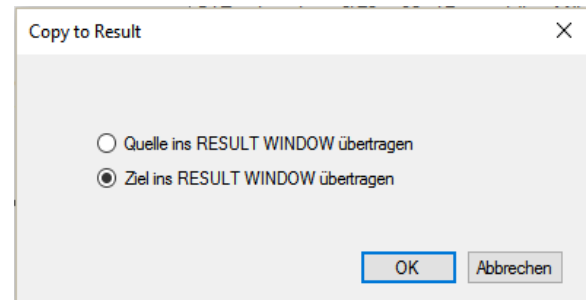 Copy to Result
Quelle ins RESULT WINDOW übertragen
Ziel ins RESULT WINDOW übertragen
OK Abbrechen